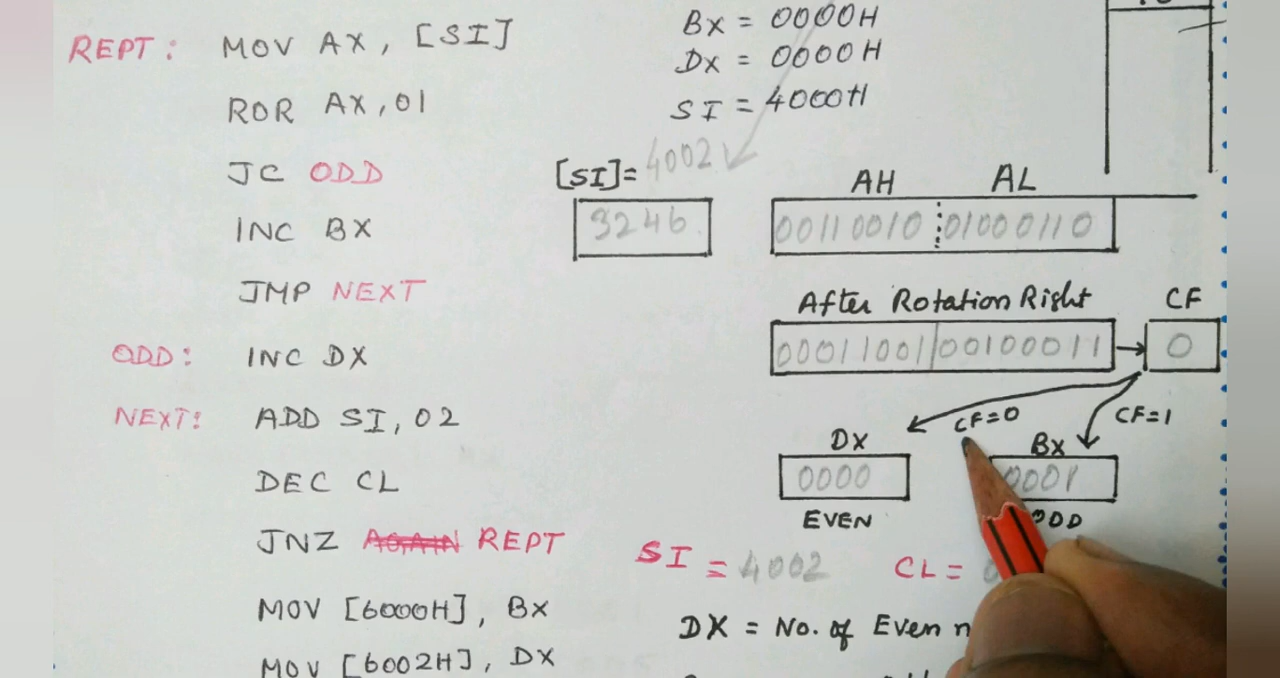 REPT: MOV AX, [SI]
ROR AX, 01
JC ODD
INC BX
JMP NEXT
ODD: INC DX
NEXT: ADD SI, 02
DEC CL
JNZ AGAIN REPT
MOV [6000H], BX
MOV [6002H], DX
BX = 0000H
DX = 0000H
SI = 4000H
[SI]= 4002
3246
AH AL
00110010 01000110
After Rotation Right CF
00011001 00100011 0
CF=0 CF=1
DX BX
0000 0001
EVEN ODD
SI = 4002 CL =
DX = No. of Even